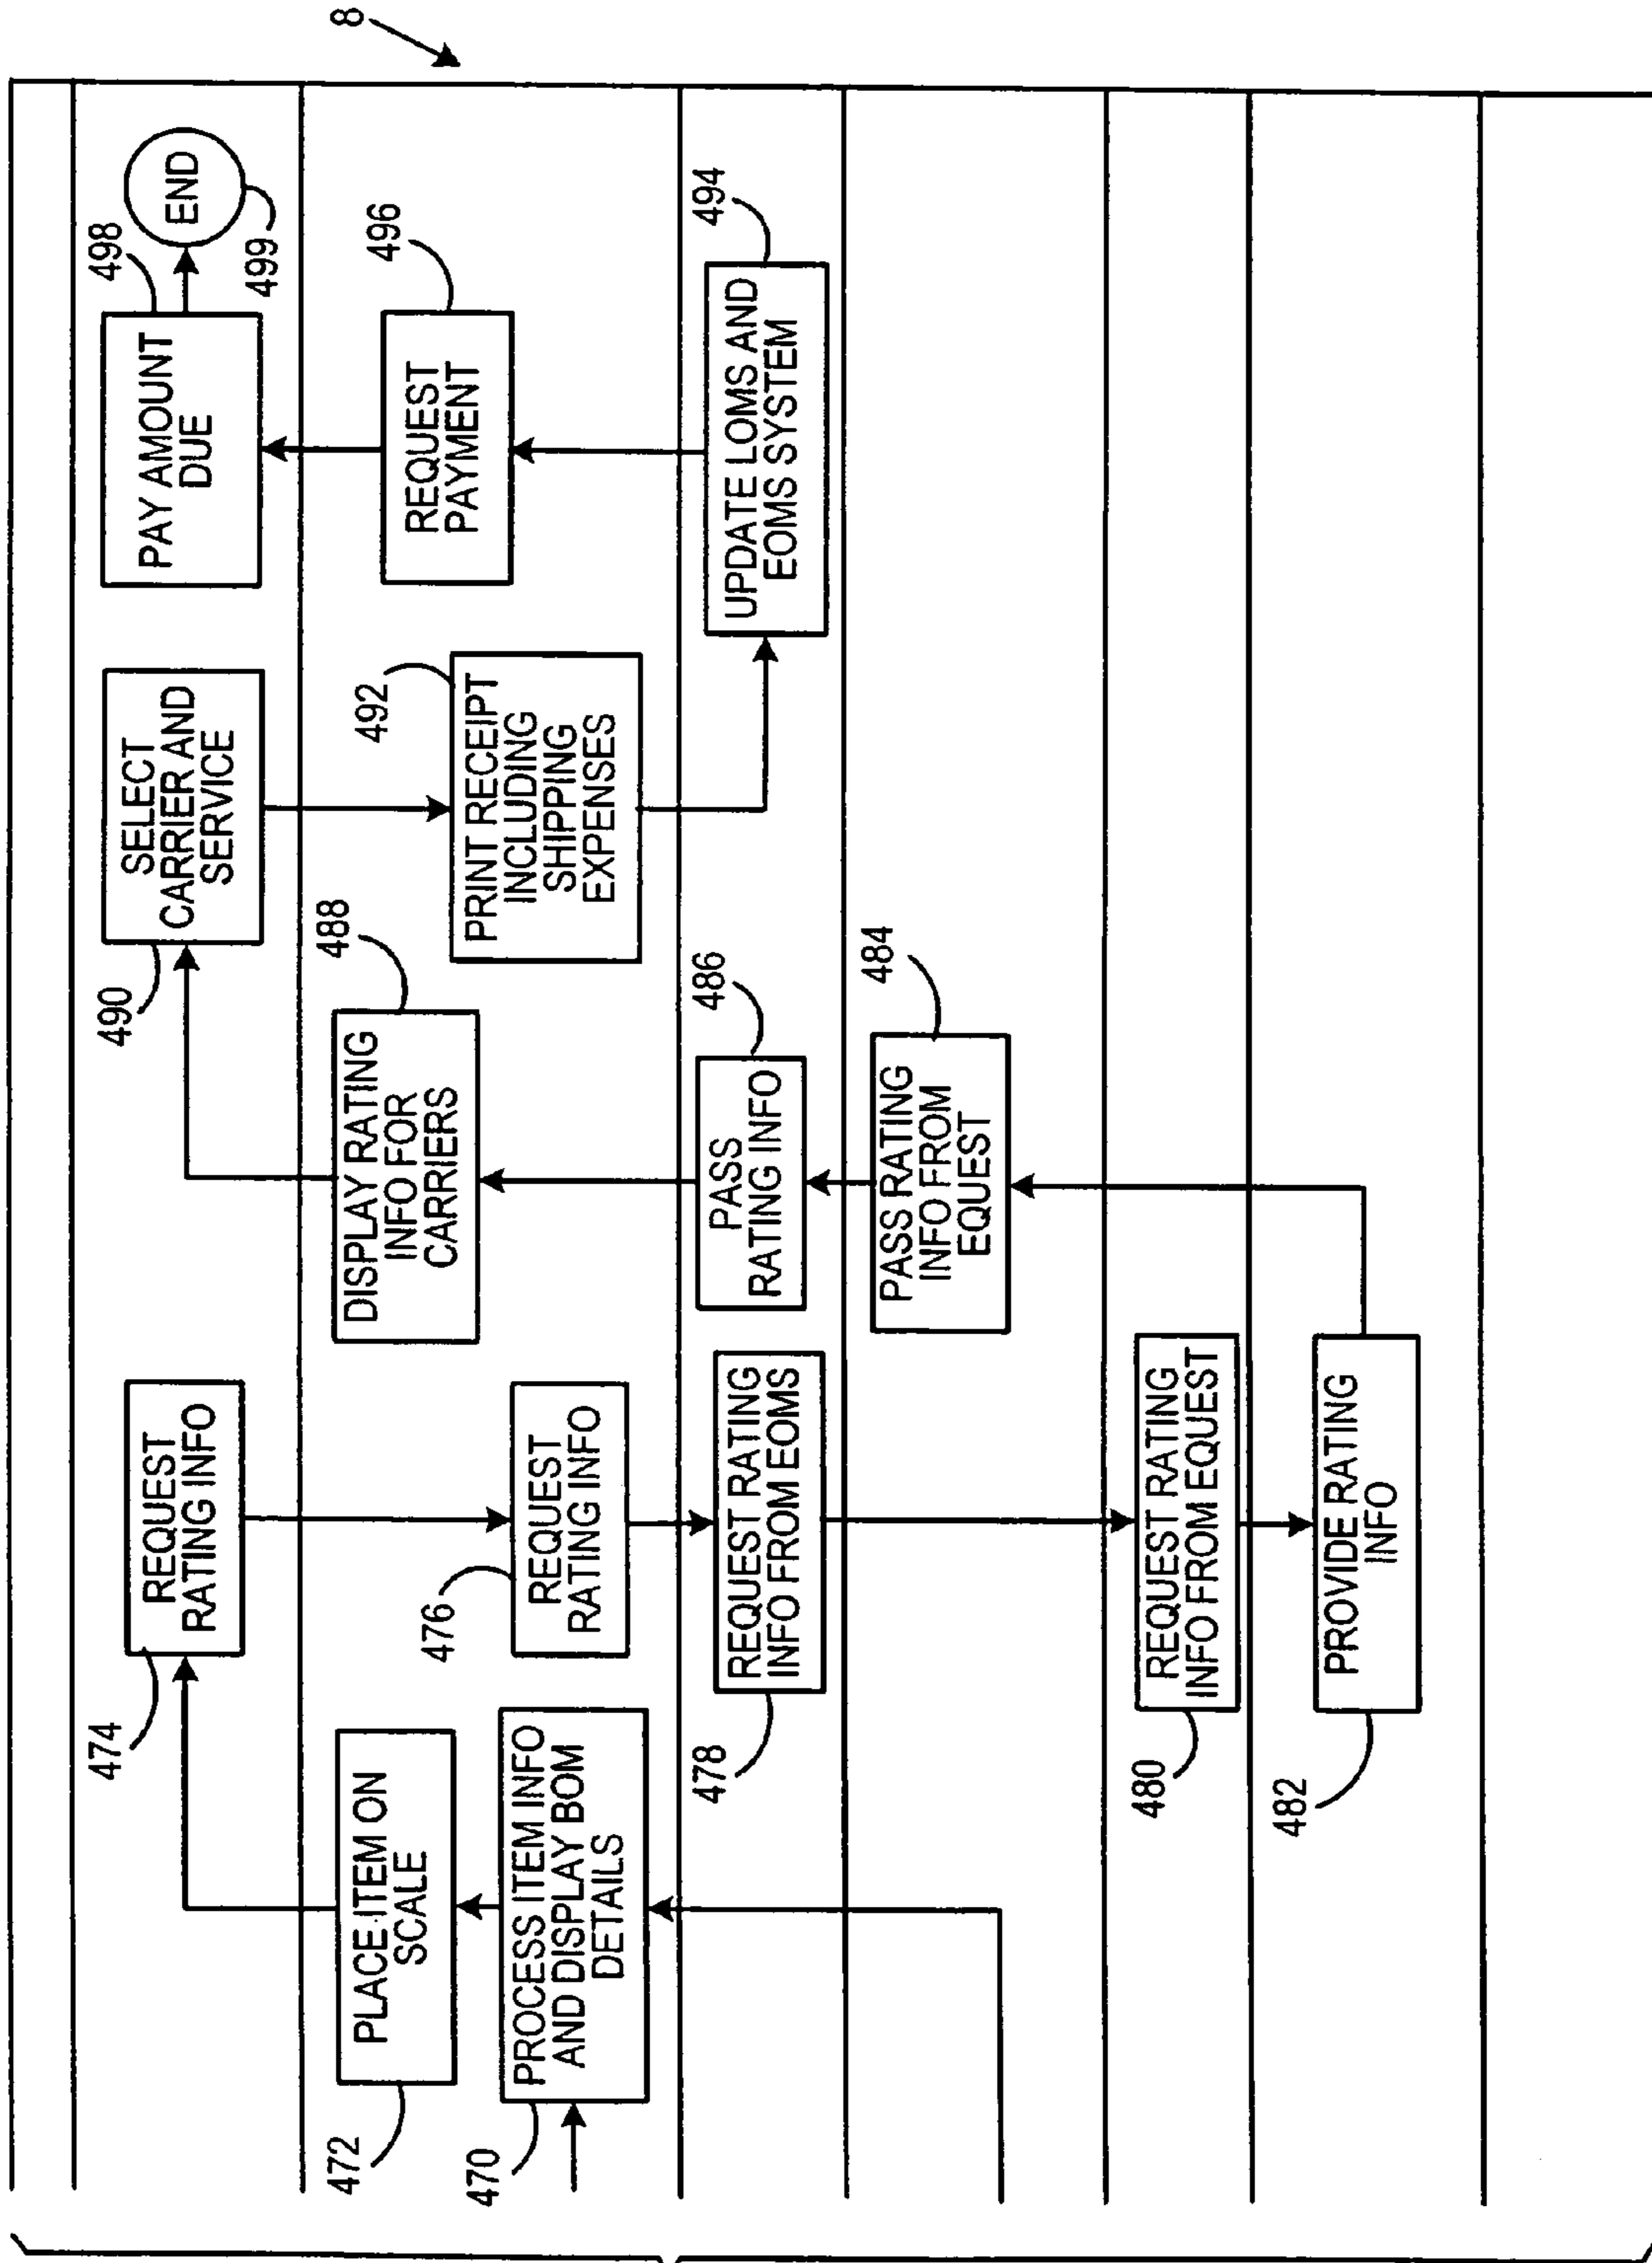 8
472
PLACE ITEM ON
SCALE
470
PROCESS ITEM INFO
AND DISPLAY BOM
DETAILS
474
REQUEST
RATING INFO
476
REQUEST
RATING INFO
478
REQUEST RATING
INFO FROM EOMS
480
REQUEST RATING
INFO FROM EQUEST
482
PROVIDE RATING
INFO
484
PASS RATING
INFO FROM
EQUEST
486
PASS
RATING INFO
488
DISPLAY RATING
INFO FOR
CARRIERS
490
SELECT
CARRIER AND
SERVICE
492
PRINT RECEIPT
INCLUDING
SHIPPING
EXPENSES
494
UPDATE LOMS AND
EOMS SYSTEM
496
REQUEST
PAYMENT
498
PAY AMOUNT
DUE
END
499